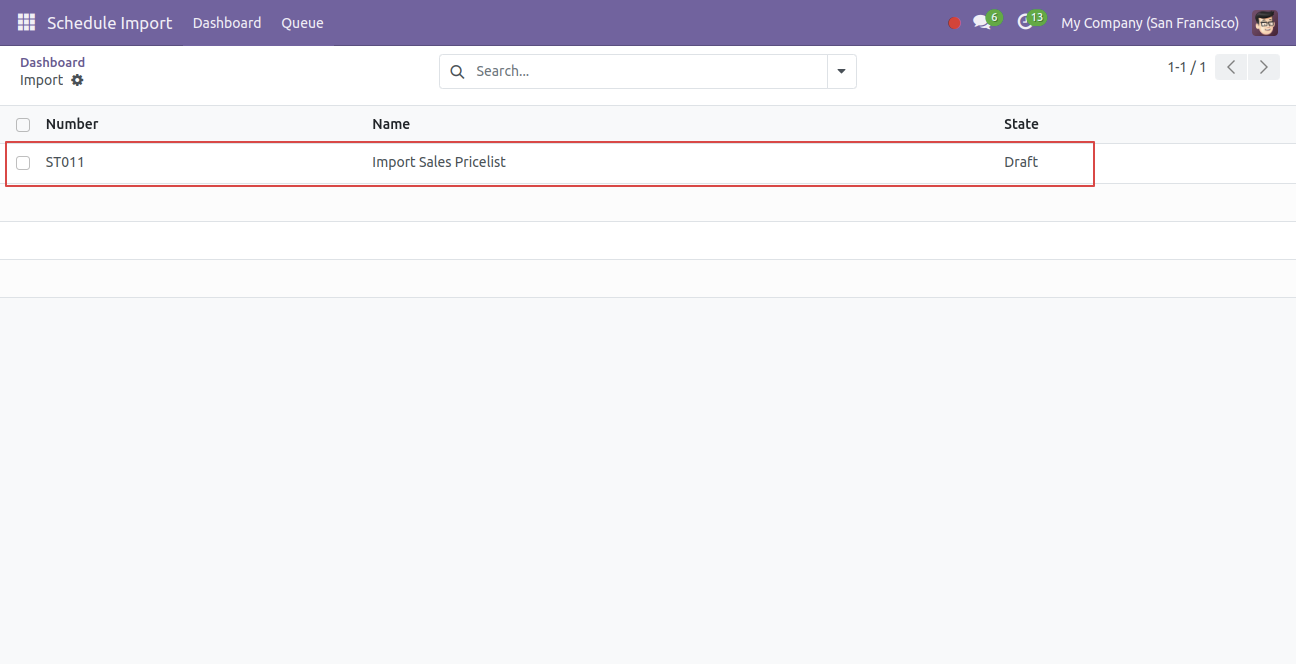 Schedule Import Dashboard Queue 6 13 My Company (San Francisco)
Dashboard
Import
Search...
1-1 / 1
Number Name State
ST011 Import Sales Pricelist Draft